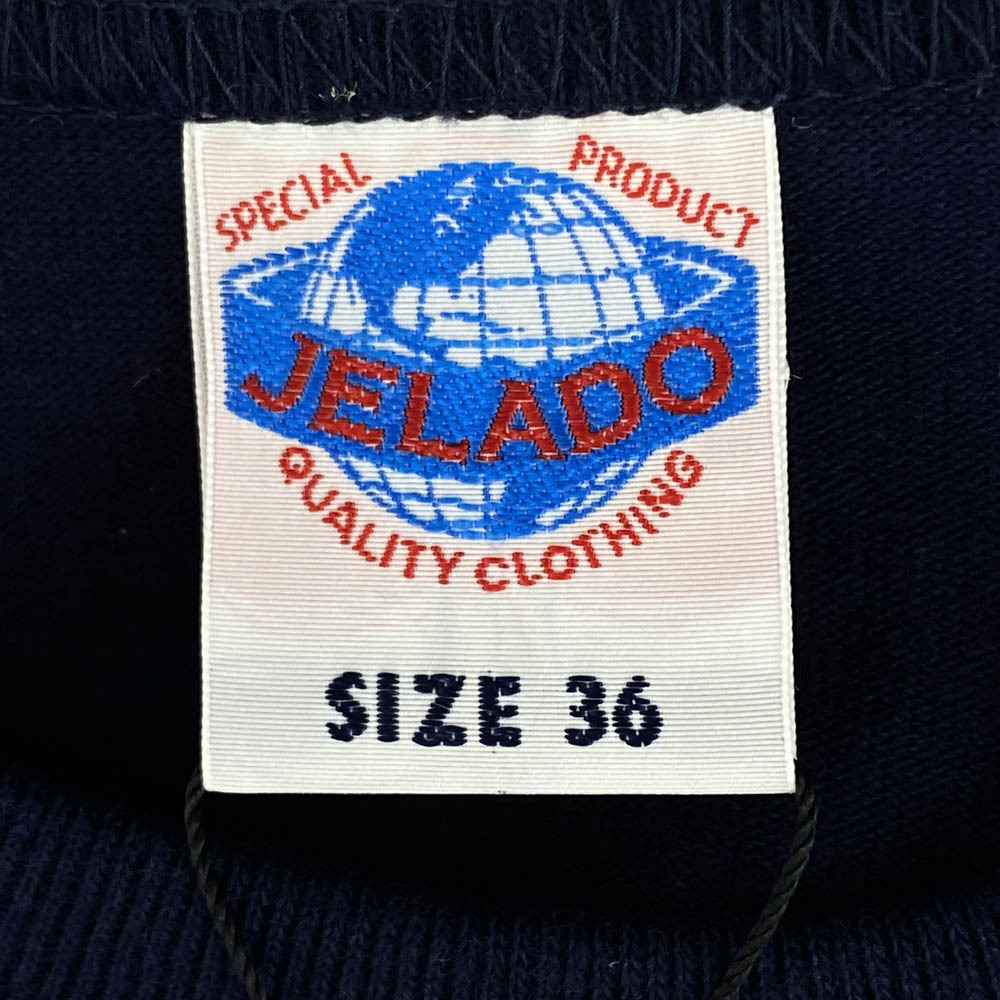 SPECIAL PRODUCT
JELADO
QUALITY CLOTHING
SIZE 36